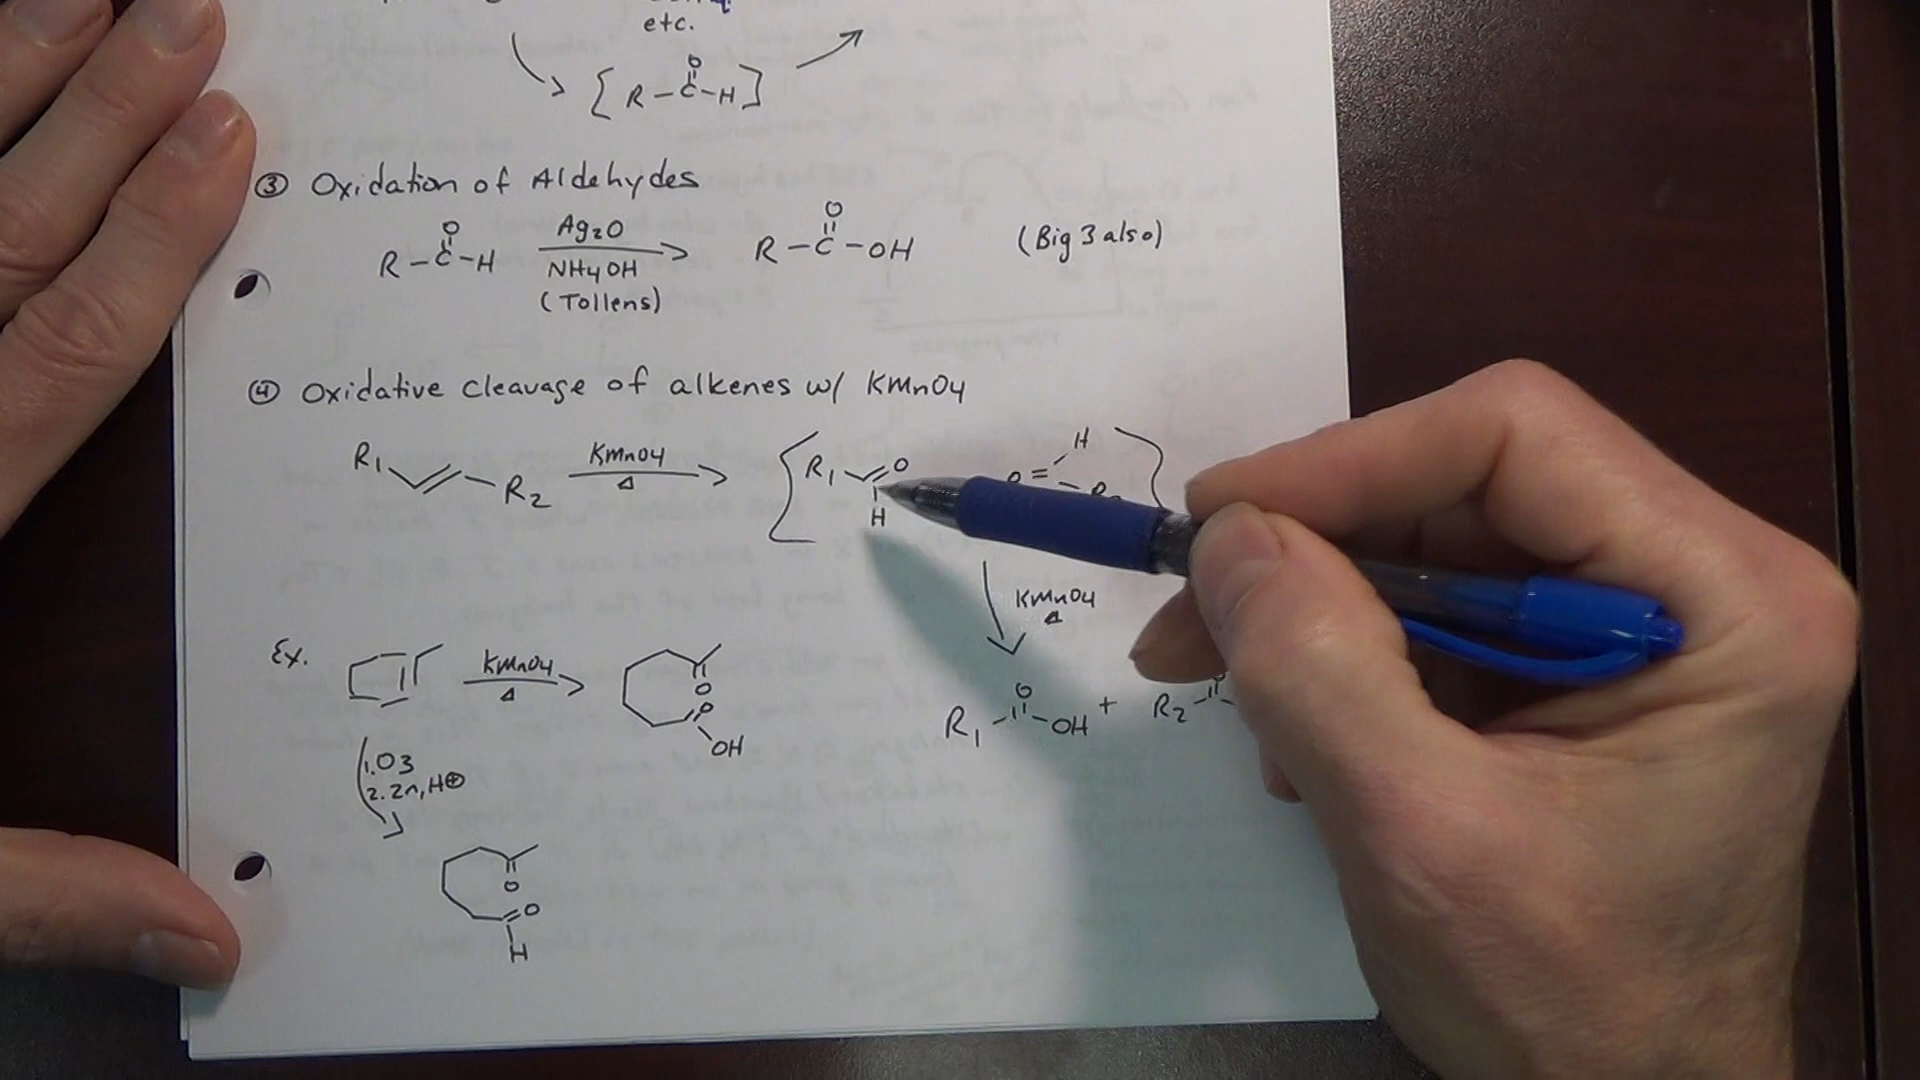 etc.
[ R-C-H ]
O
③ Oxidation of Aldehydes
O
R-C-H
Ag₂O
NH₄OH
(Tollens)
O
R-C-OH
(Big 3 also)
④ Oxidative cleavage of alkenes w/ KMnO₄
R₁ R₂
KMnO₄
Δ
[ R₁ O
H
H
O = ]
KMnO₄
Δ
Ex.
KMnO₄
Δ
O
O
OH
O
R₁ OH + R₂
1. O₃
2. Zn, H⊕
O
O
H